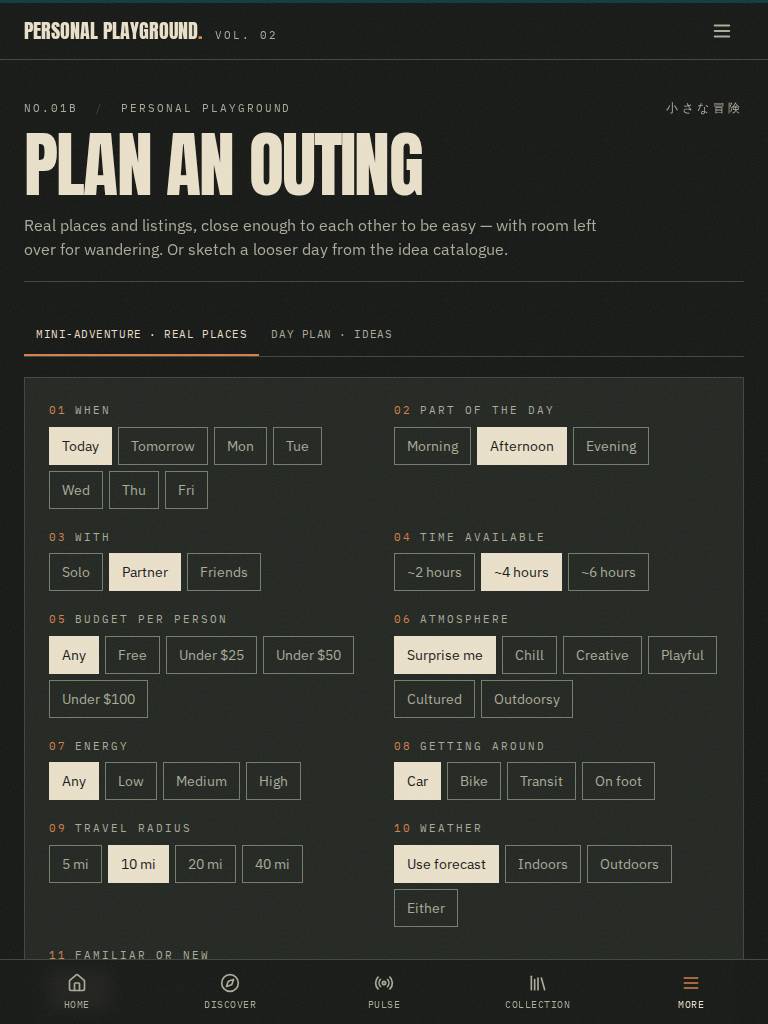 PERSONAL PLAYGROUND. VOL. 02
NO.01B / PERSONAL PLAYGROUND
小さな冒険
PLAN AN OUTING
Real places and listings, close enough to each other to be easy — with room left
over for wandering. Or sketch a looser day from the idea catalogue.
MINI-ADVENTURE · REAL PLACES
DAY PLAN · IDEAS
01 WHEN
Today
Tomorrow
Mon
Tue
Wed
Thu
Fri
02 PART OF THE DAY
Morning
Afternoon
Evening
03 WITH
Solo
Partner
Friends
04 TIME AVAILABLE
~2 hours
~4 hours
~6 hours
05 BUDGET PER PERSON
Any
Free
Under $25
Under $50
Under $100
06 ATMOSPHERE
Surprise me
Chill
Creative
Playful
Cultured
Outdoorsy
07 ENERGY
Any
Low
Medium
High
08 GETTING AROUND
Car
Bike
Transit
On foot
09 TRAVEL RADIUS
5 mi
10 mi
20 mi
40 mi
10 WEATHER
Use forecast
Indoors
Outdoors
Either
11 FAMILIAR OR NEW
HOME
DISCOVER
PULSE
COLLECTION
MORE